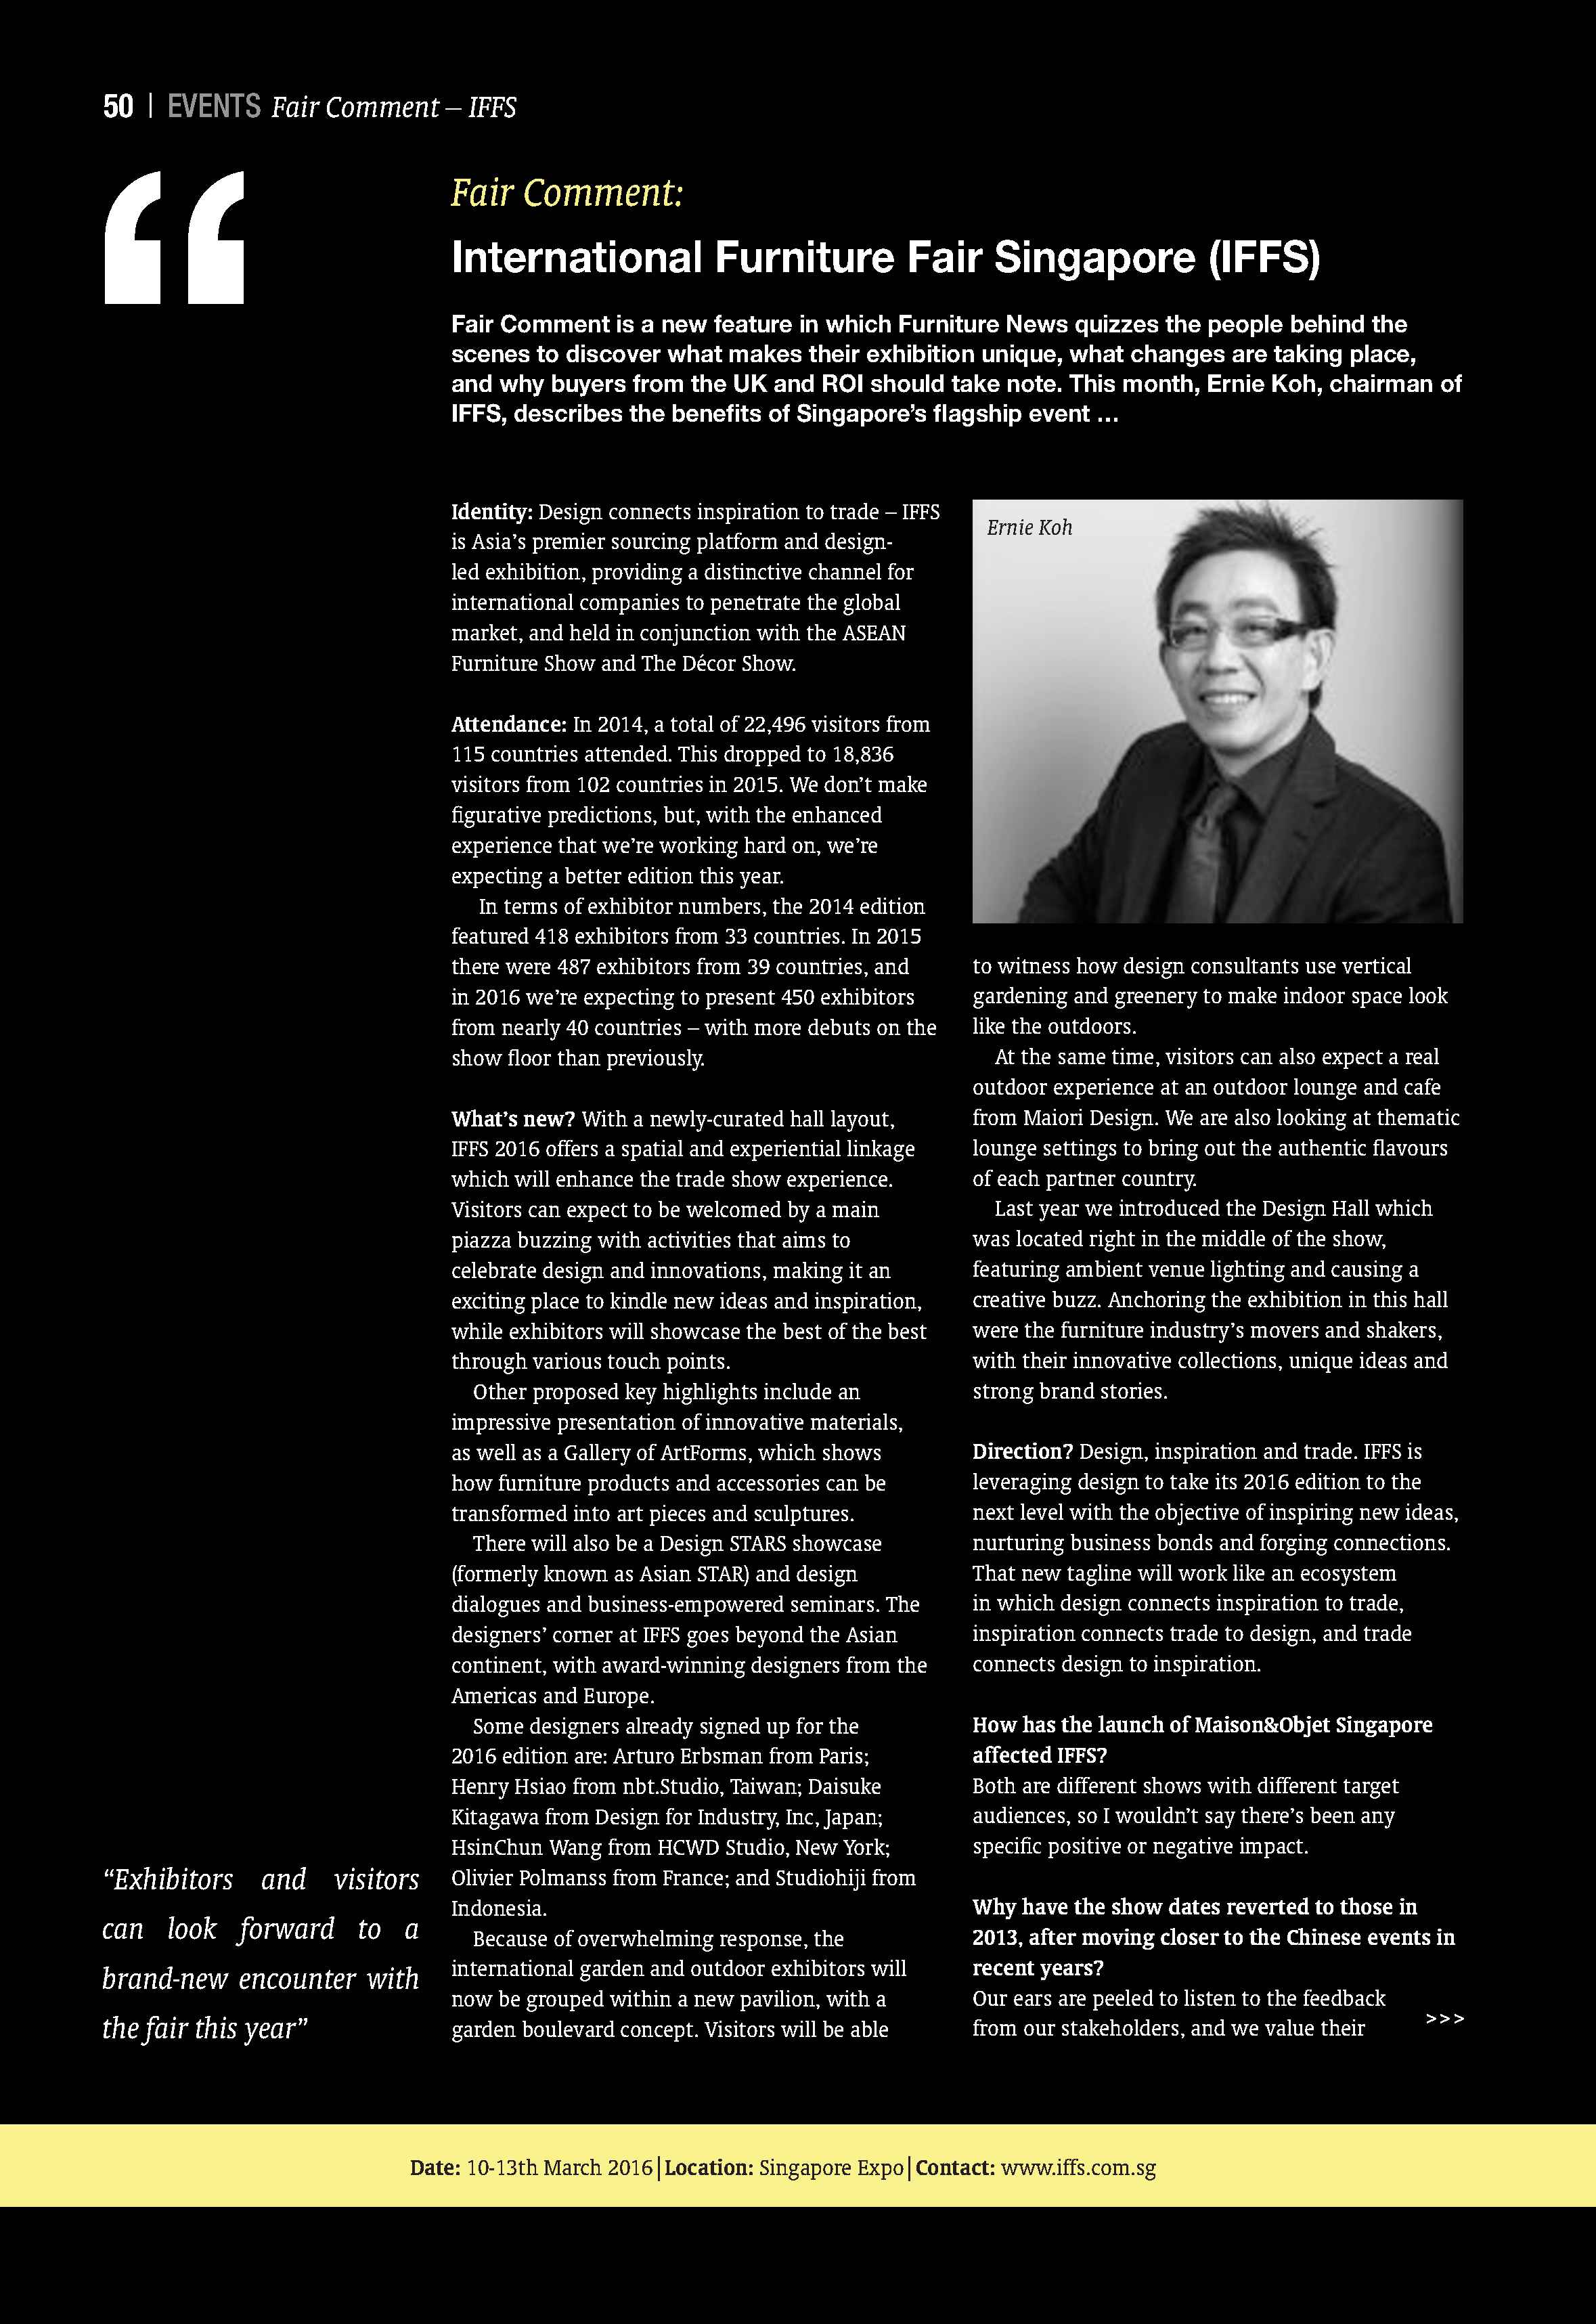 50 | EVENTS Fair Comment – IFFS
“
Fair Comment:
International Furniture Fair Singapore (IFFS)
Fair Comment is a new feature in which Furniture News quizzes the people behind the
scenes to discover what makes their exhibition unique, what changes are taking place,
and why buyers from the UK and ROI should take note. This month, Ernie Koh, chairman of
IFFS, describes the benefits of Singapore’s flagship event …
Identity: Design connects inspiration to trade – IFFS
is Asia’s premier sourcing platform and design-
led exhibition, providing a distinctive channel for
international companies to penetrate the global
market, and held in conjunction with the ASEAN
Furniture Show and The Décor Show.
Attendance: In 2014, a total of 22,496 visitors from
115 countries attended. This dropped to 18,836
visitors from 102 countries in 2015. We don’t make
figurative predictions, but, with the enhanced
experience that we’re working hard on, we’re
expecting a better edition this year.
In terms of exhibitor numbers, the 2014 edition
featured 418 exhibitors from 33 countries. In 2015
there were 487 exhibitors from 39 countries, and
in 2016 we’re expecting to present 450 exhibitors
from nearly 40 countries – with more debuts on the
show floor than previously.
What’s new? With a newly-curated hall layout,
IFFS 2016 offers a spatial and experiential linkage
which will enhance the trade show experience.
Visitors can expect to be welcomed by a main
piazza buzzing with activities that aims to
celebrate design and innovations, making it an
exciting place to kindle new ideas and inspiration,
while exhibitors will showcase the best of the best
through various touch points.
Other proposed key highlights include an
impressive presentation of innovative materials,
as well as a Gallery of ArtForms, which shows
how furniture products and accessories can be
transformed into art pieces and sculptures.
There will also be a Design STARS showcase
(formerly known as Asian STAR) and design
dialogues and business-empowered seminars. The
designers’ corner at IFFS goes beyond the Asian
continent, with award-winning designers from the
Americas and Europe.
Some designers already signed up for the
2016 edition are: Arturo Erbsman from Paris;
Henry Hsiao from nbt.Studio, Taiwan; Daisuke
Kitagawa from Design for Industry, Inc, Japan;
HsinChun Wang from HCWD Studio, New York;
Olivier Polmanss from France; and Studiohiji from
Indonesia.
Because of overwhelming response, the
international garden and outdoor exhibitors will
now be grouped within a new pavilion, with a
garden boulevard concept. Visitors will be able
Ernie Koh
to witness how design consultants use vertical
gardening and greenery to make indoor space look
like the outdoors.
At the same time, visitors can also expect a real
outdoor experience at an outdoor lounge and cafe
from Maiori Design. We are also looking at thematic
lounge settings to bring out the authentic flavours
of each partner country.
Last year we introduced the Design Hall which
was located right in the middle of the show,
featuring ambient venue lighting and causing a
creative buzz. Anchoring the exhibition in this hall
were the furniture industry’s movers and shakers,
with their innovative collections, unique ideas and
strong brand stories.
Direction? Design, inspiration and trade. IFFS is
leveraging design to take its 2016 edition to the
next level with the objective of inspiring new ideas,
nurturing business bonds and forging connections.
That new tagline will work like an ecosystem
in which design connects inspiration to trade,
inspiration connects trade to design, and trade
connects design to inspiration.
How has the launch of Maison&Objet Singapore
affected IFFS?
Both are different shows with different target
audiences, so I wouldn’t say there’s been any
specific positive or negative impact.
Why have the show dates reverted to those in
2013, after moving closer to the Chinese events in
recent years?
Our ears are peeled to listen to the feedback
from our stakeholders, and we value their
>>>
“Exhibitors and visitors
can look forward to a
brand-new encounter with
the fair this year”
Date: 10-13th March 2016|Location: Singapore Expo|Contact: www.iffs.com.sg